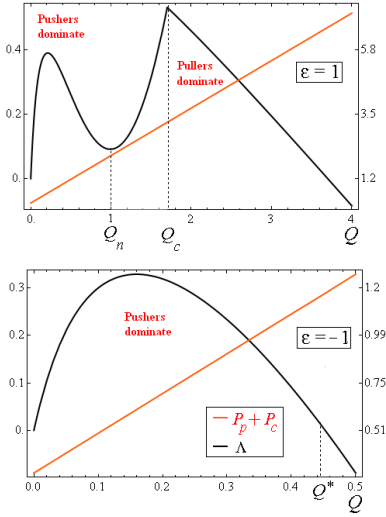 Pushers
dominate
Pullers
dominate
ε = 1
0.4
0.2
0.
5.8
3.5
1.2
0.
1
2
3
4
Q_n
Q_c
Q
Pushers
dominate
ε = -1
0.3
0.2
0.1
0.
1.2
0.99
0.75
0.51
P_p + P_c
Λ
0.0
0.1
0.2
0.3
0.4
0.5
Q*
Q